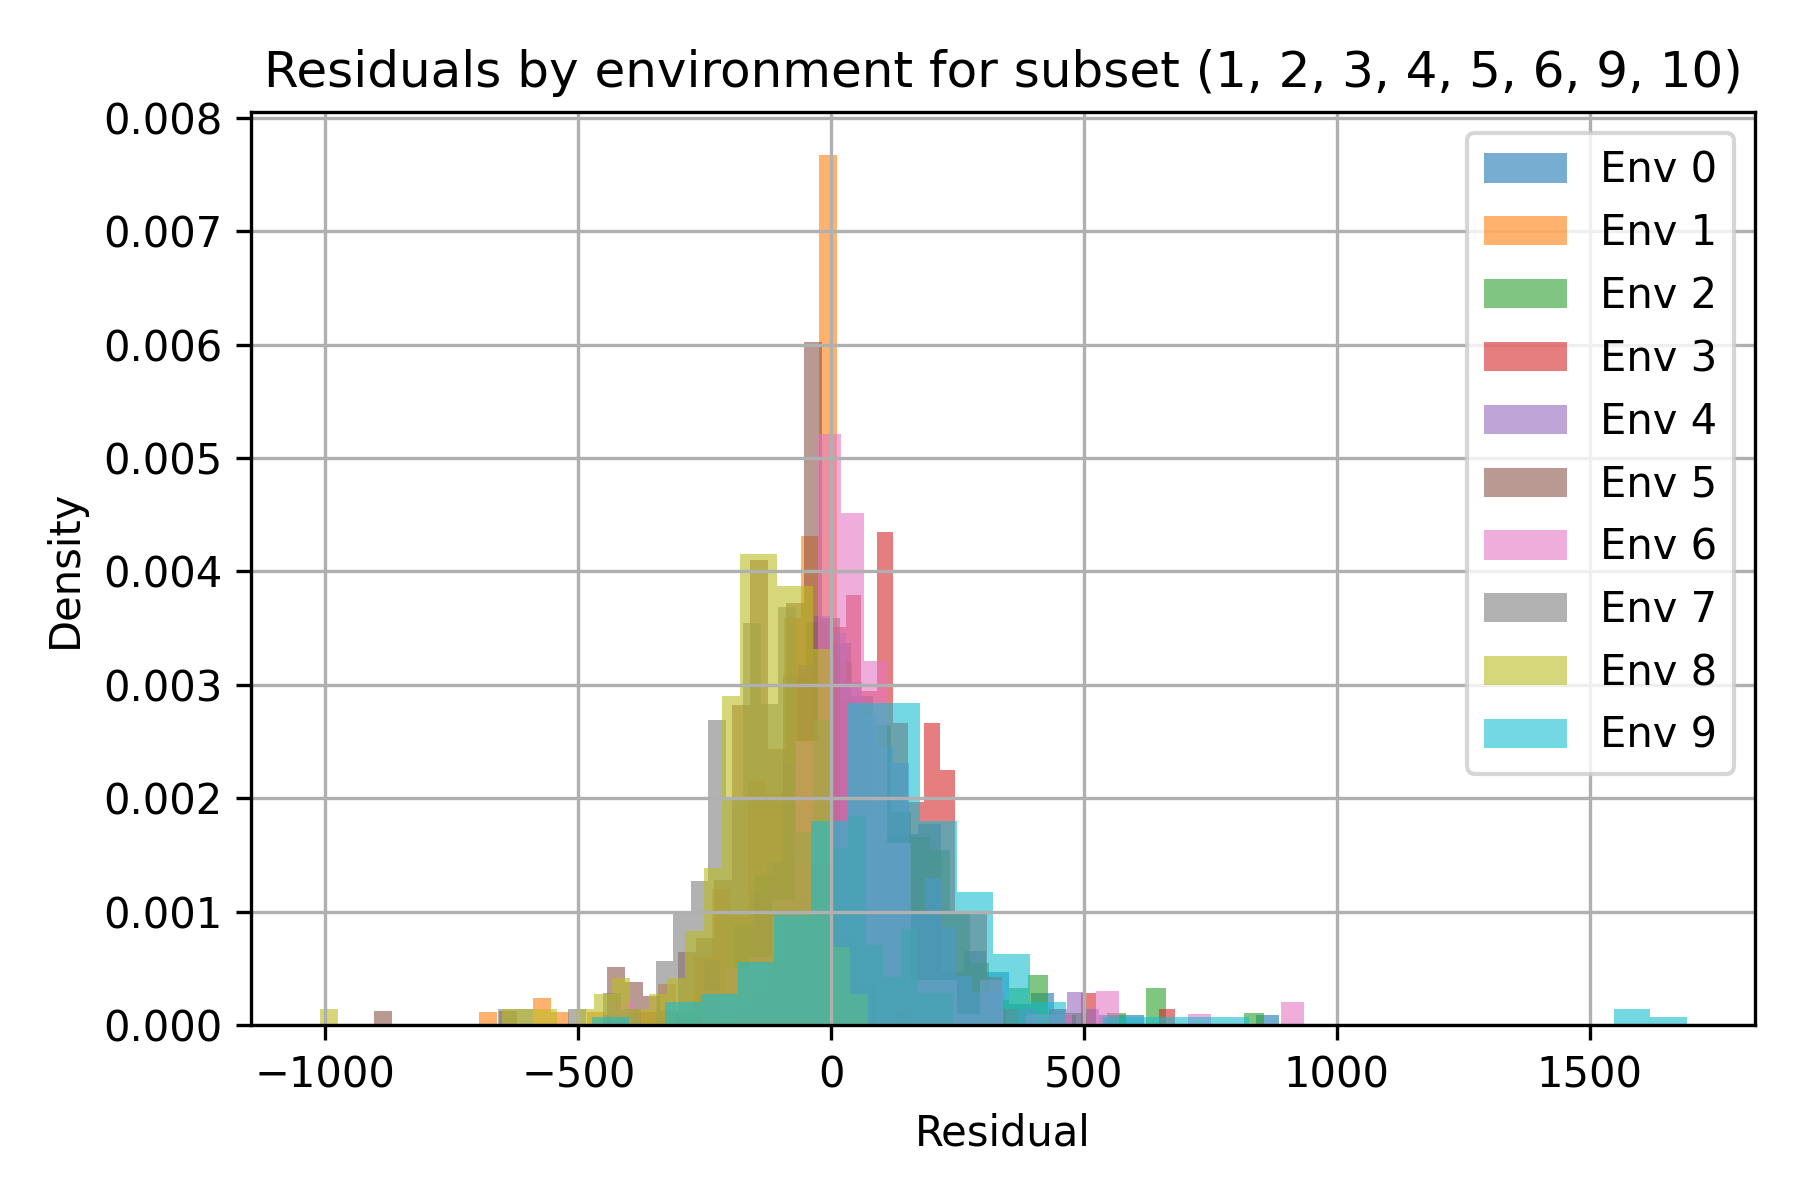 Residuals by environment for subset (1, 2, 3, 4, 5, 6, 9, 10)
0.008
0.007
0.006
0.005
0.004
0.003
0.002
0.001
0.000
Density
Env 0
Env 1
Env 2
Env 3
Env 4
Env 5
Env 6
Env 7
Env 8
Env 9
−1000 −500 0 500 1000 1500
Residual